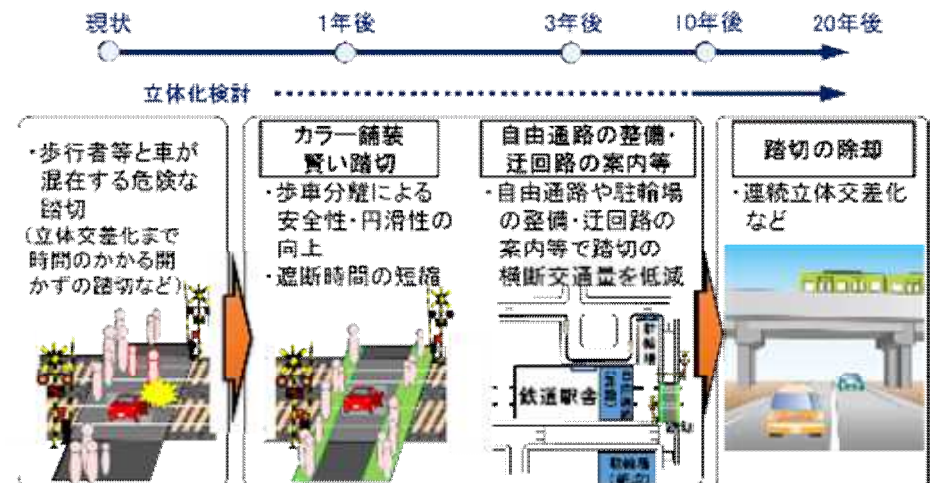 現状
1年後
3年後
10年後
20年後
立体化検討
・歩行者等と車が
混在する危険な
踏切
(立体交差化まで
時間のかかる開
かずの踏切など)
カラー舗装
賢い踏切
・歩車分離による
安全性・円滑性の
向上
・遮断時間の短縮
自由通路の整備・
迂回路の案内等
・自由通路や駐輪場
の整備・迂回路の
案内等で踏切の
横断交通量を低減
鉄道駅舎
駐輪場
踏切の除却
・連続立体交差化
など